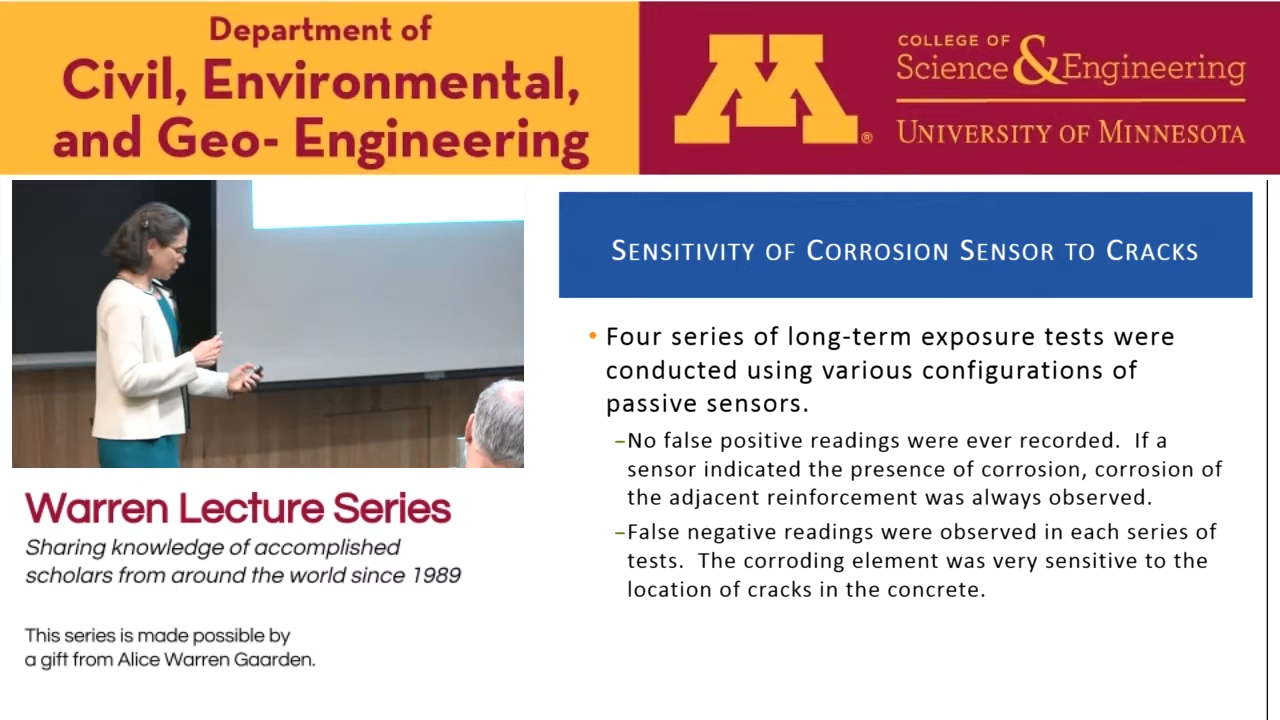 Department of
Civil, Environmental,
and Geo- Engineering
M®
COLLEGE OF
Science & Engineering
UNIVERSITY OF MINNESOTA
SENSITIVITY OF CORROSION SENSOR TO CRACKS
• Four series of long-term exposure tests were
conducted using various configurations of
passive sensors.
–No false positive readings were ever recorded.  If a
sensor indicated the presence of corrosion, corrosion of
the adjacent reinforcement was always observed.
–False negative readings were observed in each series of
tests.  The corroding element was very sensitive to the
location of cracks in the concrete.
Warren Lecture Series
Sharing knowledge of accomplished
scholars from around the world since 1989
This series is made possible by
a gift from Alice Warren Gaarden.